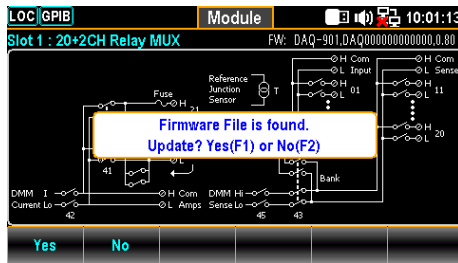 LOC GPIB Module 10:01:13
Slot 1 : 20+2CH Relay MUX FW: DAQ-901,DAQ000000000000,0.80
H Com H Com
L Input L Sense
Reference
Junction
Sensor
T
Fuse
H
21
H 01 H 11
L L
Firmware File is found.
Update? Yes(F1) or No(F2)
H 20
L
41
L
Bank
DMM I H Com DMM Hi
Current Lo L Amps Sense Lo
42 45 43
Yes No